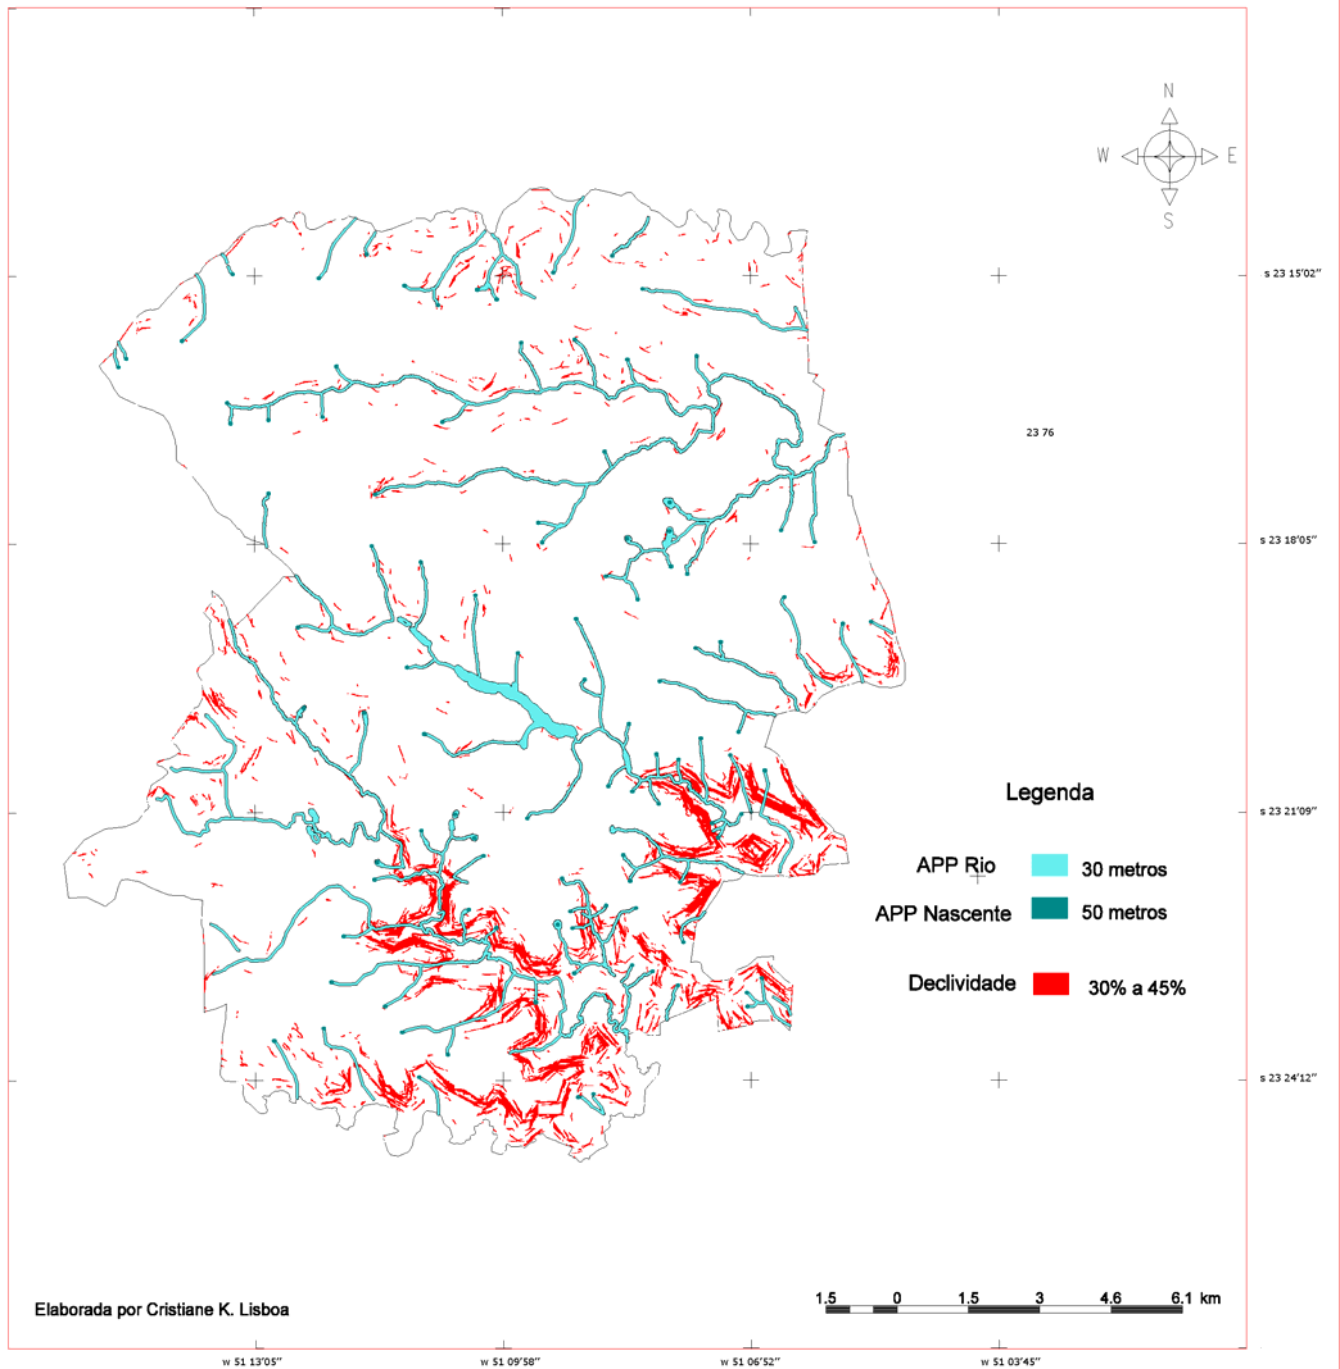 N
W E
S
s 23 15’02’’
23 76
s 23 18’05’’
Legenda
s 23 21’09’’
APP Rio 30 metros
APP Nascente 50 metros
Declividade 30% a 45%
s 23 24’12’’
Elaborada por Cristiane K. Lisboa
1.5 0 1.5 3 4.6 6.1 km
w 51 13’05’’ w 51 09’58’’ w 51 06’52’’ w 51 03’45’’